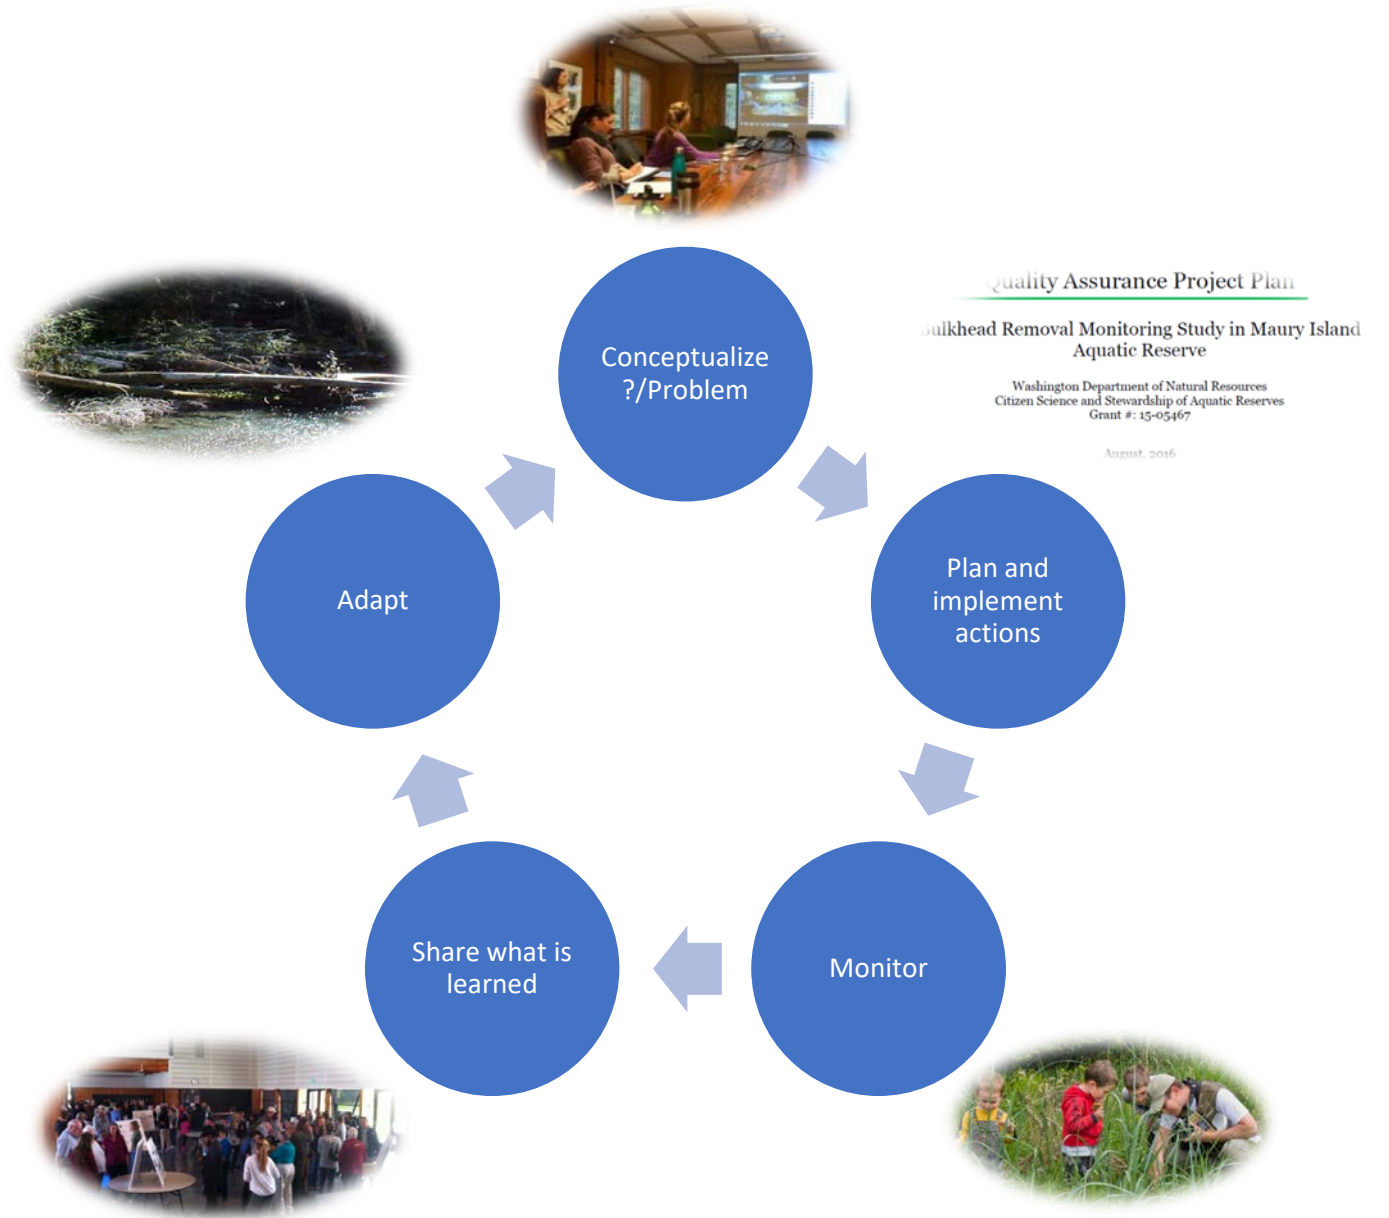 Quality Assurance Project Plan
Bulkhead Removal Monitoring Study in Maury Island
Aquatic Reserve
Washington Department of Natural Resources
Citizen Science and Stewardship of Aquatic Reserves
Grant #: 15-05467
August, 2016
Conceptualize
?/Problem
Plan and
implement
actions
Monitor
Share what is
learned
Adapt